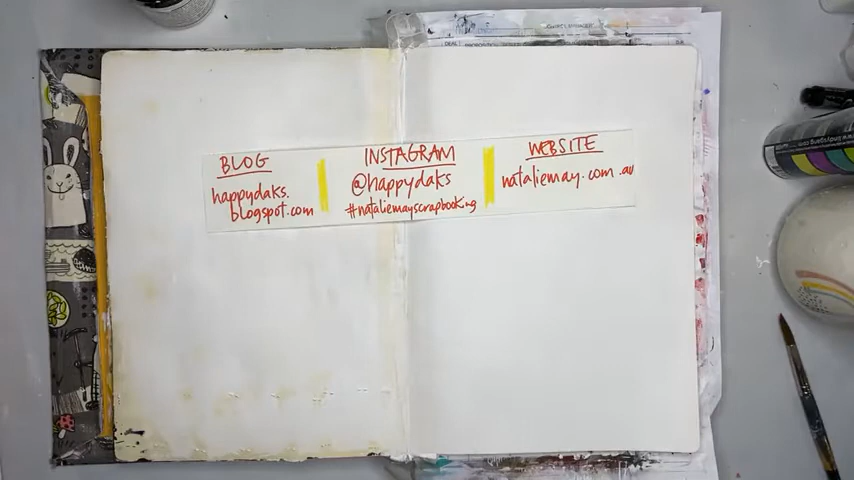 BLOG
happydaks.
blogspot.com
INSTAGRAM
@happydaks
#nataliemayscrapbooking
WEBSITE
nataliemay.com.au